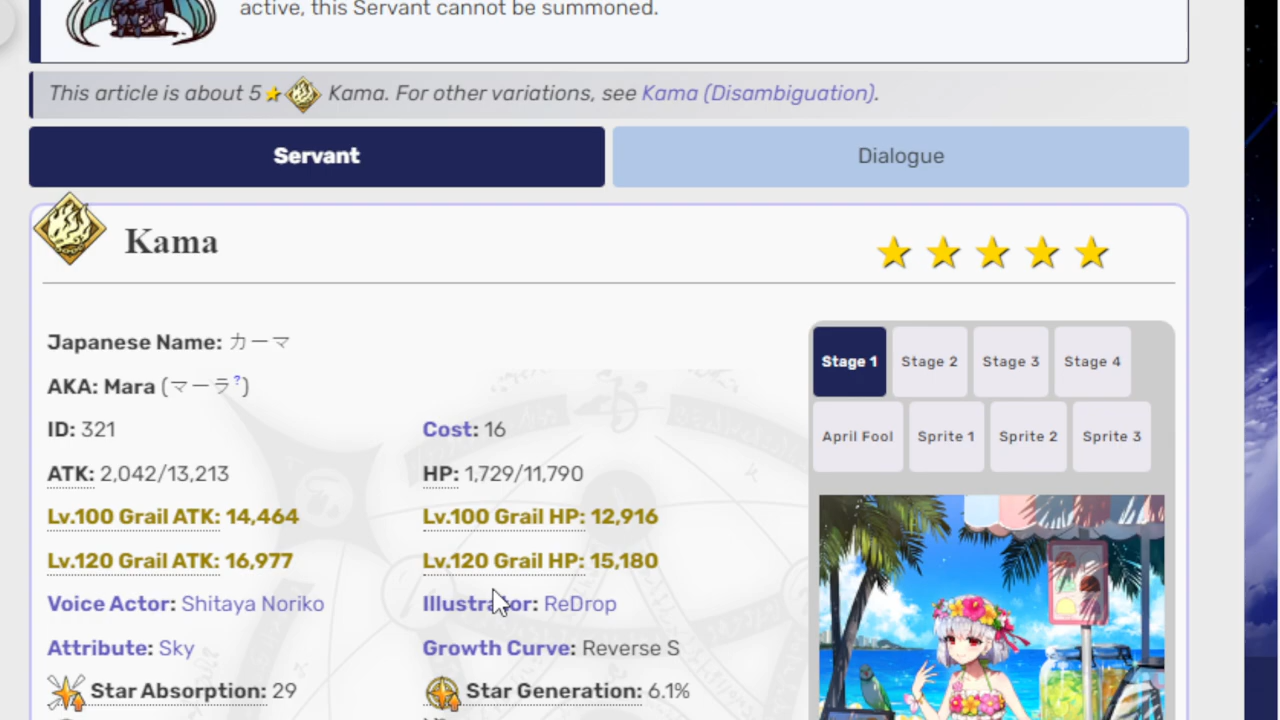 active, this Servant cannot be summoned.
This article is about 5 Kama. For other variations, see Kama (Disambiguation).
Servant
Dialogue
Kama
Japanese Name: カーマ
AKA: Mara (マーラ?)
ID: 321
Cost: 16
ATK: 2,042/13,213
HP: 1,729/11,790
Lv.100 Grail ATK: 14,464
Lv.100 Grail HP: 12,916
Lv.120 Grail ATK: 16,977
Lv.120 Grail HP: 15,180
Voice Actor: Shitaya Noriko
Illustrator: ReDrop
Attribute: Sky
Growth Curve: Reverse S
Star Absorption: 29
Star Generation: 6.1%
Stage 1
Stage 2
Stage 3
Stage 4
April Fool
Sprite 1
Sprite 2
Sprite 3